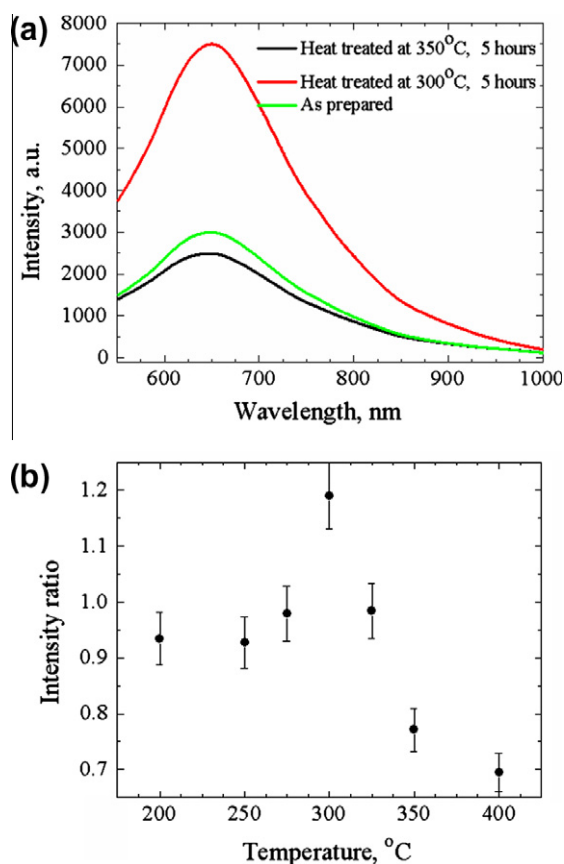 (a)
8000
7000
6000
5000
4000
3000
2000
1000
0
Intensity, a.u.
Heat treated at 350°C, 5 hours
Heat treated at 300°C, 5 hours
As prepared
600 700 800 900 1000
Wavelength, nm
(b)
1.2
1.1
1.0
0.9
0.8
0.7
Intensity ratio
200 250 300 350 400
Temperature, °C